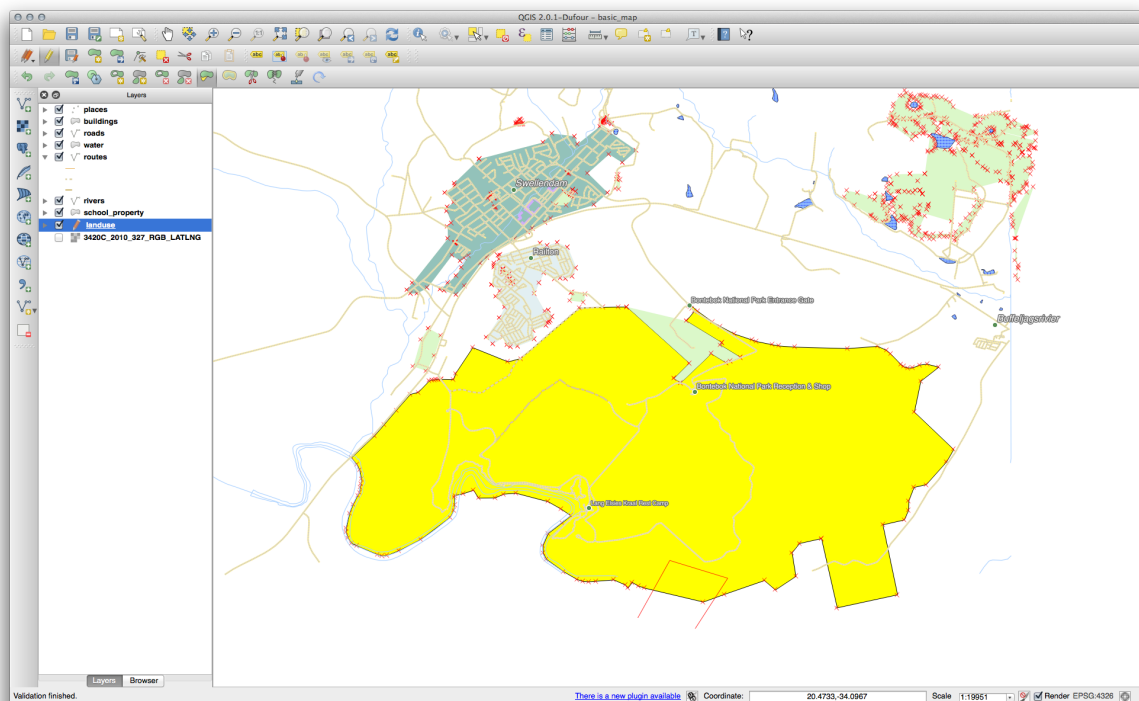 QGIS 2.0.1-Dufour - basic_map
Layers
places
buildings
roads
water
routes
rivers
school_property
landuse
3420C_2010_327_RGB_LATLNG
Swellendam
Railton
Bontebok National Park Entrance Gate
Buffeljagsrivier
Bontebok National Park Reception & Shop
Lang Elsies Kraal Rest Camp
Layers
Browser
Validation finished.
There is a new plugin available
Coordinate:
20.4733,-34.0967
Scale
1:19951
Render
EPSG:4326